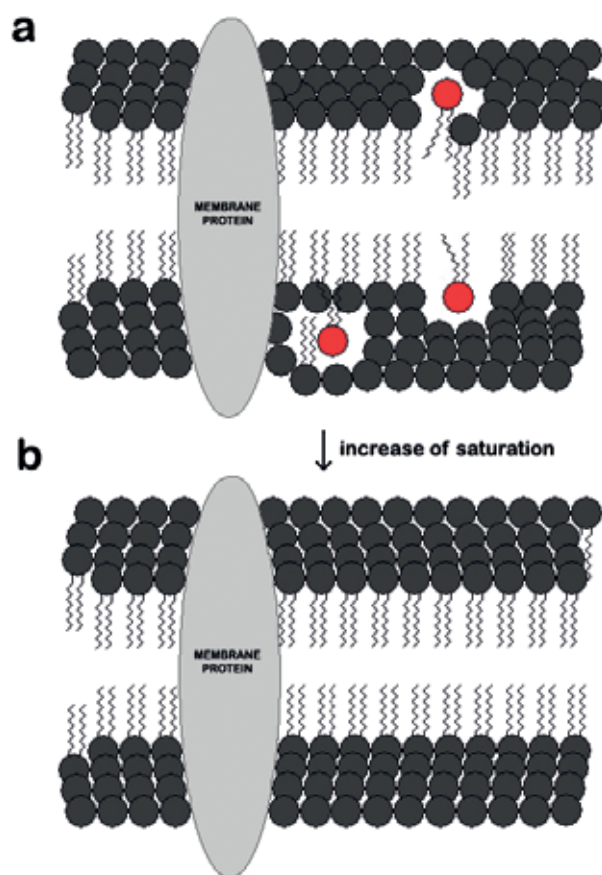 a
MEMBRANE
PROTEIN
increase of saturation
b
MEMBRANE
PROTEIN